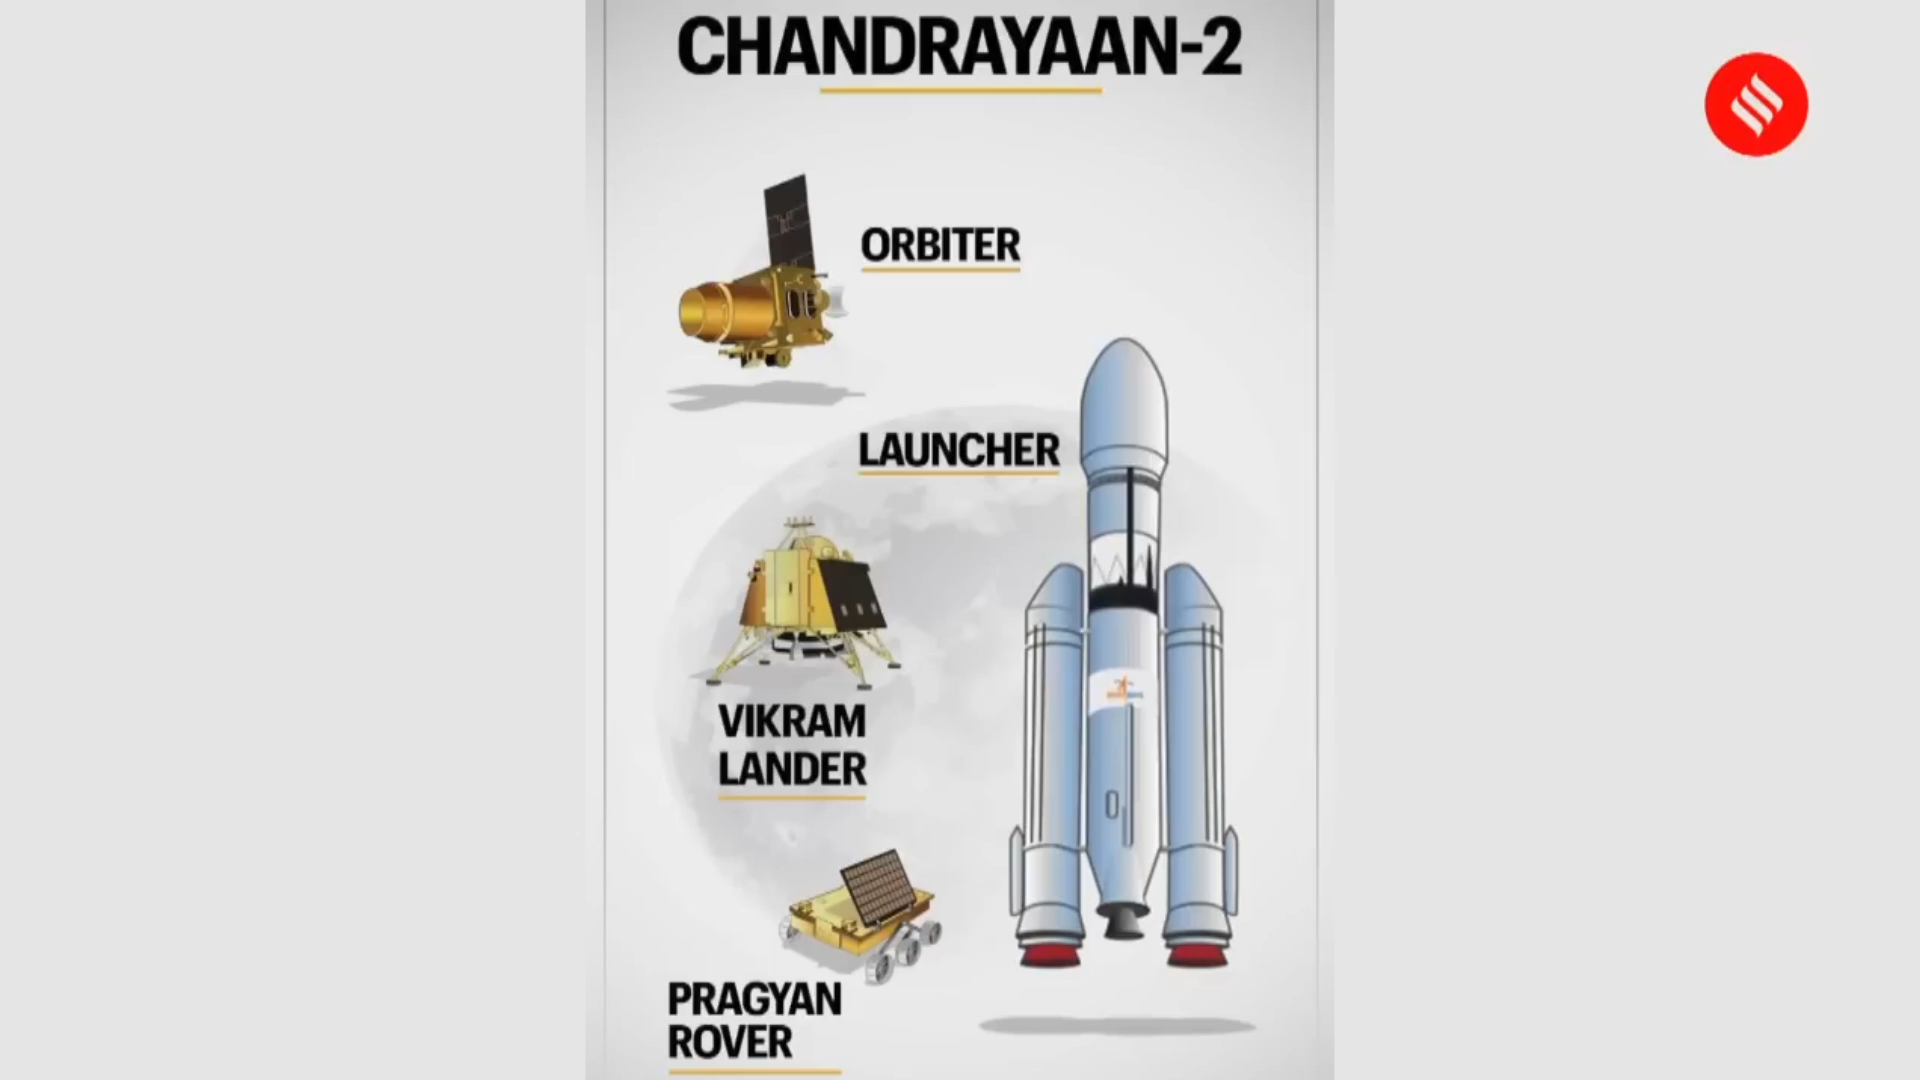 CHANDRAYAAN-2
ORBITER
LAUNCHER
VIKRAM
LANDER
PRAGYAN
ROVER